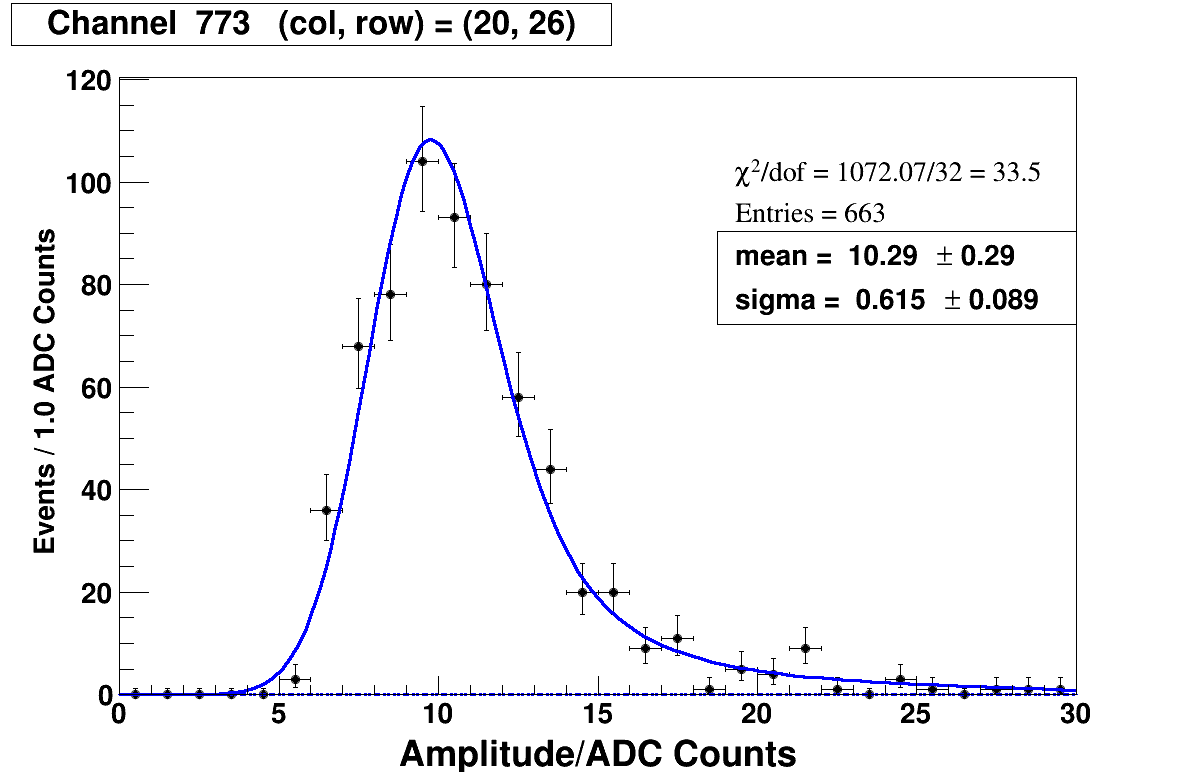 Channel 773 (col, row) = (20, 26)
120
100
80
60
40
20
0
Events / 1.0 ADC Counts
χ²/dof = 1072.07/32 = 33.5
Entries = 663
mean = 10.29 ± 0.29
sigma = 0.615 ± 0.089
0 5 10 15 20 25 30
Amplitude/ADC Counts